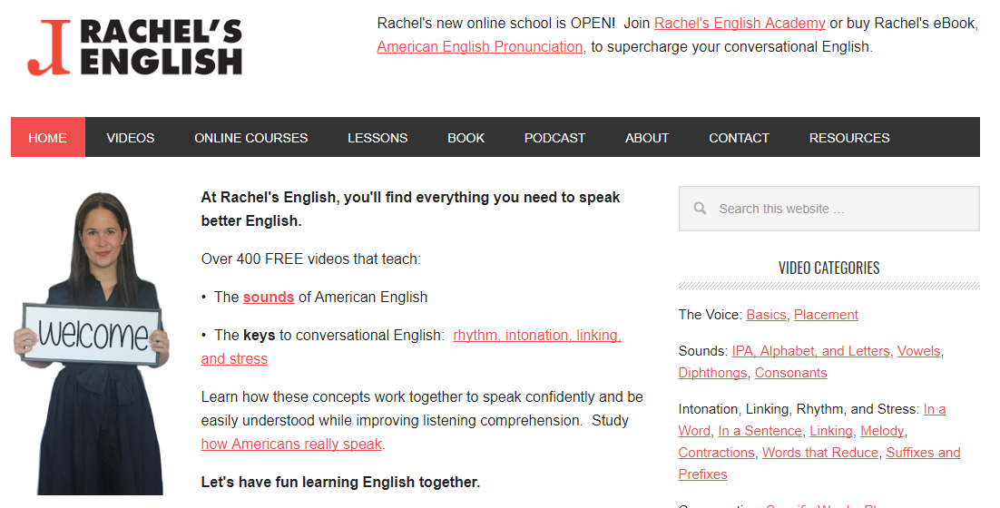 RACHEL'S
ENGLISH
Rachel's new online school is OPEN!  Join Rachel's English Academy or buy Rachel's eBook,
American English Pronunciation, to supercharge your conversational English.
HOME VIDEOS ONLINE COURSES LESSONS BOOK PODCAST ABOUT CONTACT RESOURCES
welcome
At Rachel's English, you'll find everything you need to speak
better English.
Over 400 FREE videos that teach:
•  The sounds of American English
•  The keys to conversational English:  rhythm, intonation, linking,
and stress
Learn how these concepts work together to speak confidently and be
easily understood while improving listening comprehension.  Study
how Americans really speak.
Let's have fun learning English together.
Search this website …
VIDEO CATEGORIES
The Voice: Basics, Placement
Sounds: IPA, Alphabet, and Letters, Vowels,
Diphthongs, Consonants
Intonation, Linking, Rhythm, and Stress: In a
Word, In a Sentence, Linking, Melody,
Contractions, Words that Reduce, Suffixes and
Prefixes